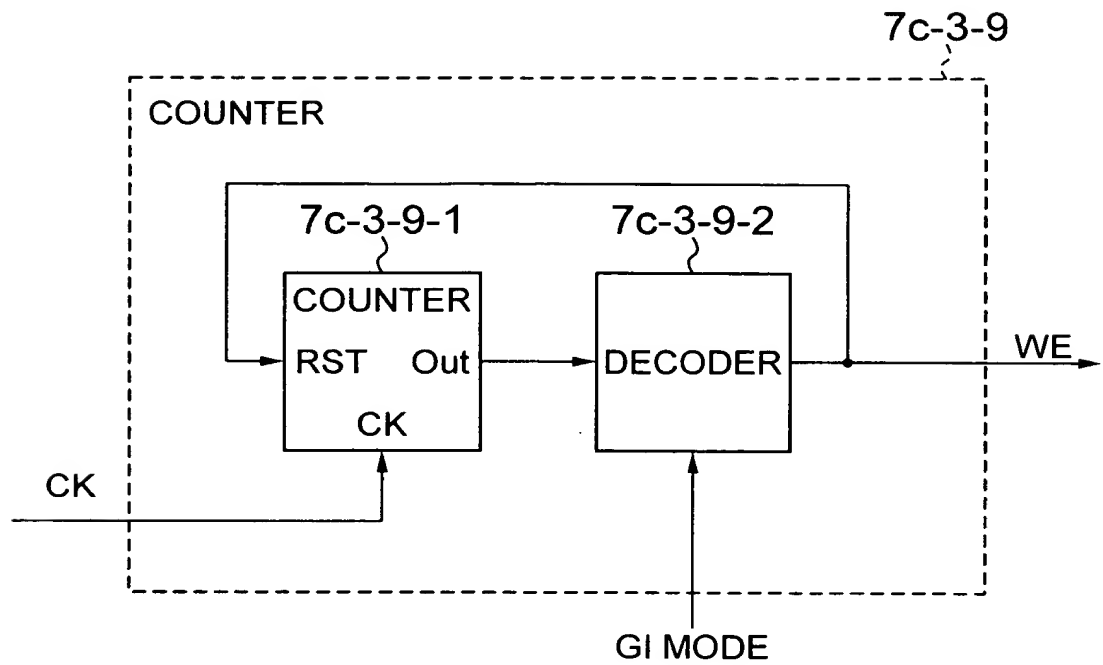 7c-3-9
COUNTER
7c-3-9-1
7c-3-9-2
COUNTER
RST
Out
CK
DECODER
WE
CK
GI MODE